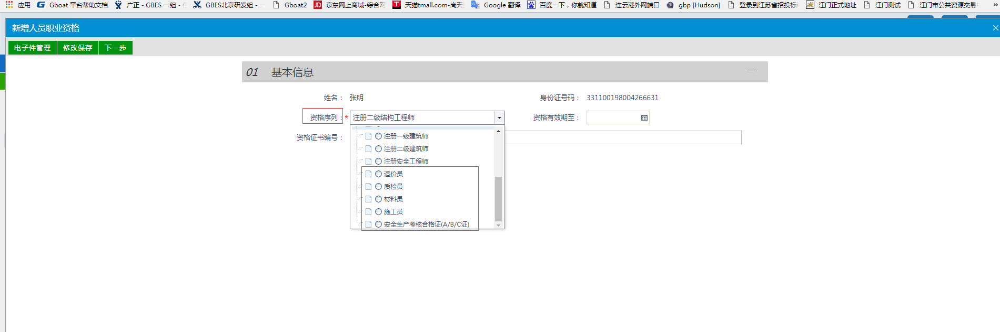 应用 Gboat 平台帮助文档 广正 - GBES 一组 - GBES北京研发组 - 一 Gboat2 京东网上商城-综合网 天猫tmall.com-尚天 Google 翻译 百度一下，你就知道 连云港外网端口 gbp [Hudson] 登录到江苏省招投标 江门正式地址 江门测试 江门市公共资源交易 »
新增人员职业资格
电子件管理 修改保存 下一步
01 基本信息
姓名： 张明 身份证号码： 331100198004266631
资格序列：* 注册二级结构工程师 资格有效期至：
资格证书编号：
注册一级建筑师
注册二级建筑师
注册安全工程师
造价员
质检员
材料员
施工员
安全生产考核合格证(A/B/C证)